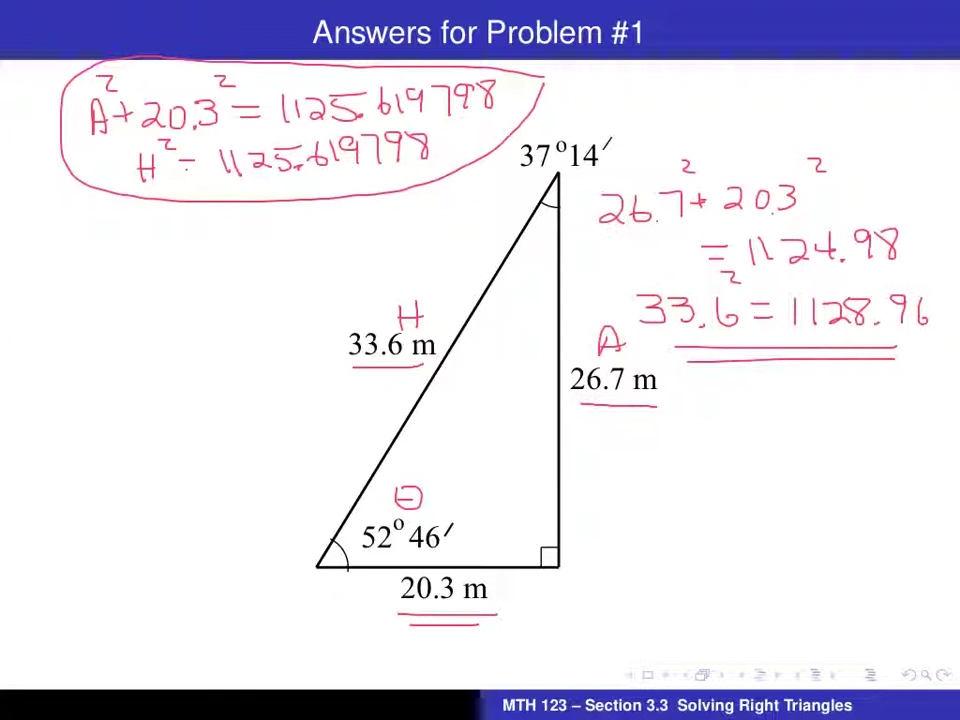 Answers for Problem #1
A² + 20.3² = 1125.619798
H² = 1125.619798
37°14′
26.7² + 20.3²
= 1124.98
33.6² = 1128.96
H
33.6 m
A
26.7 m
Θ
52°46′
20.3 m
MTH 123 – Section 3.3 Solving Right Triangles